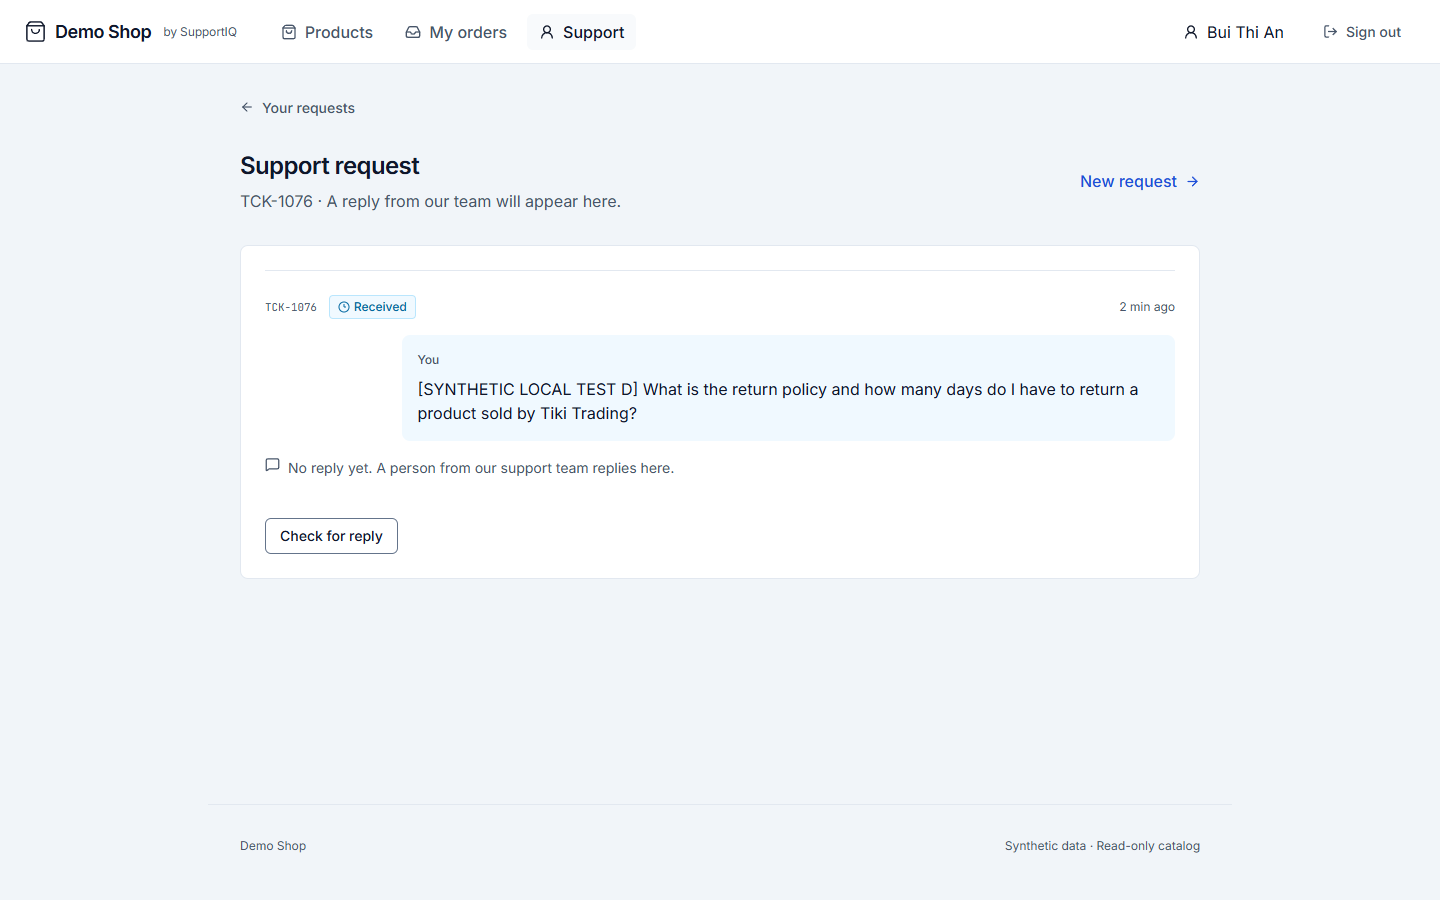 Demo Shop by SupportIQ Products My orders Support Bui Thi An Sign out
Your requests
Support request
New request
TCK-1076 · A reply from our team will appear here.
TCK-1076 Received 2 min ago
You
[SYNTHETIC LOCAL TEST D] What is the return policy and how many days do I have to return a
product sold by Tiki Trading?
No reply yet. A person from our support team replies here.
Check for reply
Demo Shop Synthetic data · Read-only catalog